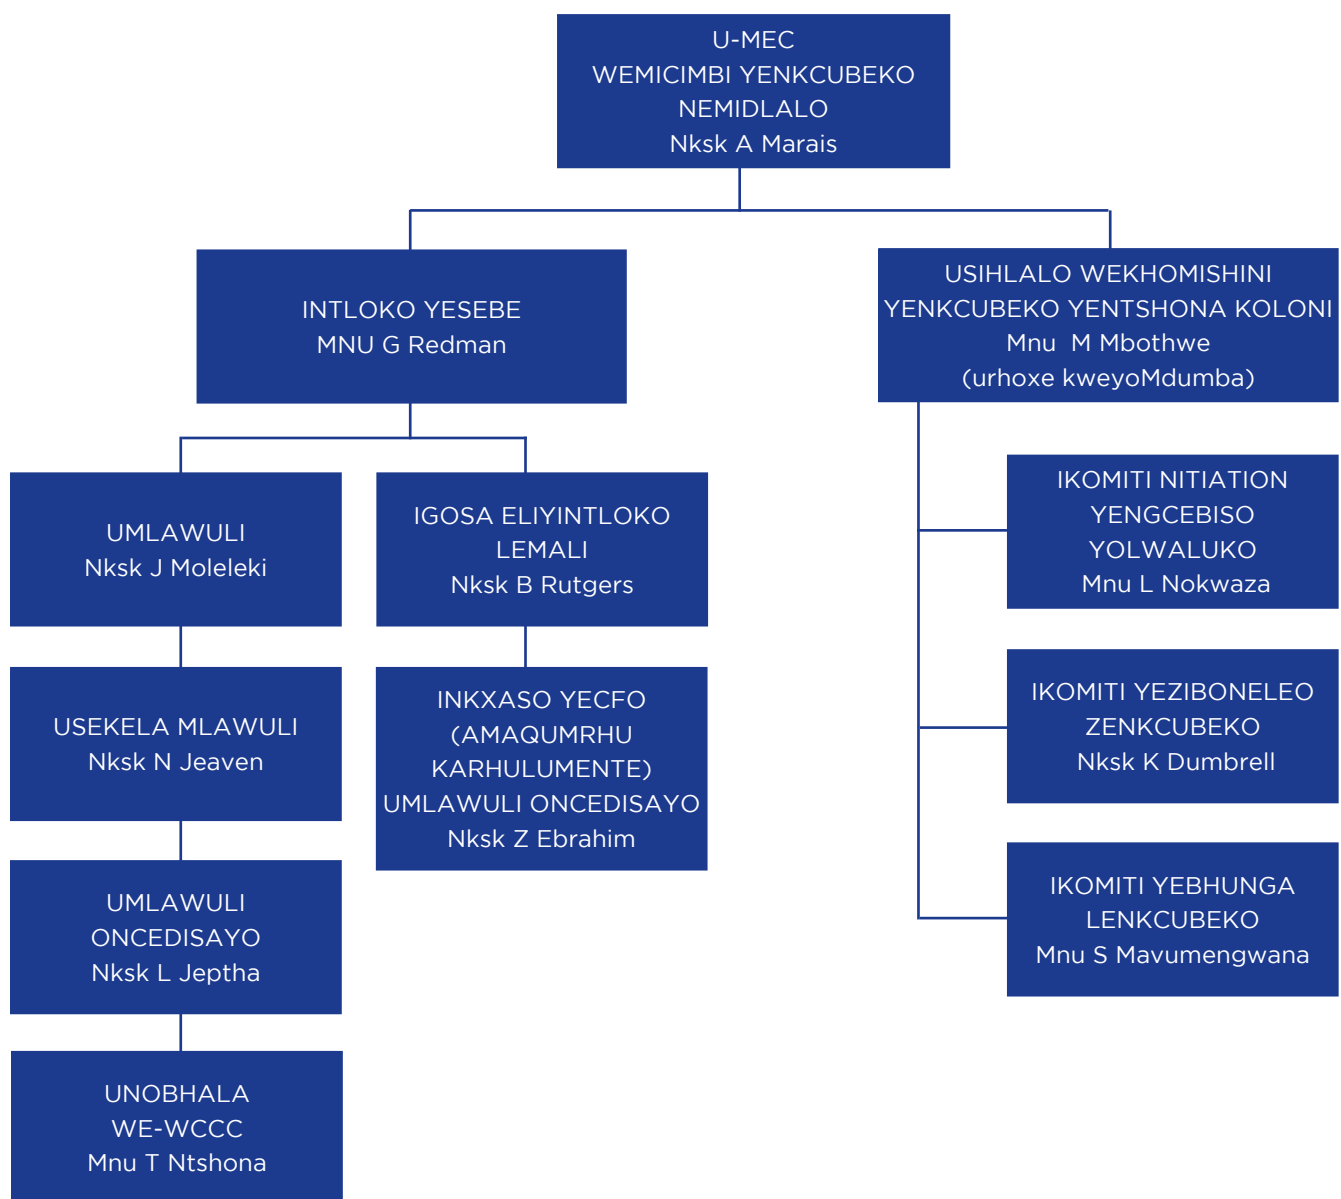 U-MEC
WEMICIMBI YENKCUBEKO
NEMIDLALO
Nksk A Marais
INTLOKO YESEBE
MNU G Redman
USIHLALO WEKHOMISHINI
YENKCUBEKO YENTSHONA KOLONI
Mnu M Mbothwe
(urhoxe kweyoMdumba)
UMLAWULI
Nksk J Moleleki
IGOSA ELIYINTLOKO
LEMALI
Nksk B Rutgers
IKOMITI NITIATION
YENGCEBISO
YOLWALUKO
Mnu L Nokwaza
USEKELA MLAWULI
Nksk N Jeaven
INKXASO YECFO
(AMAQUMRHU
KARHULUMENTE)
UMLAWULI ONCEDISAYO
Nksk Z Ebrahim
IKOMITI YEZIBONELEO
ZENKCUBEKO
Nksk K Dumbrell
UMLAWULI
ONCEDISAYO
Nksk L Jeptha
IKOMITI YEBHUNGA
LENKCUBEKO
Mnu S Mavumengwana
UNOBHALA
WE-WCCC
Mnu T Ntshona